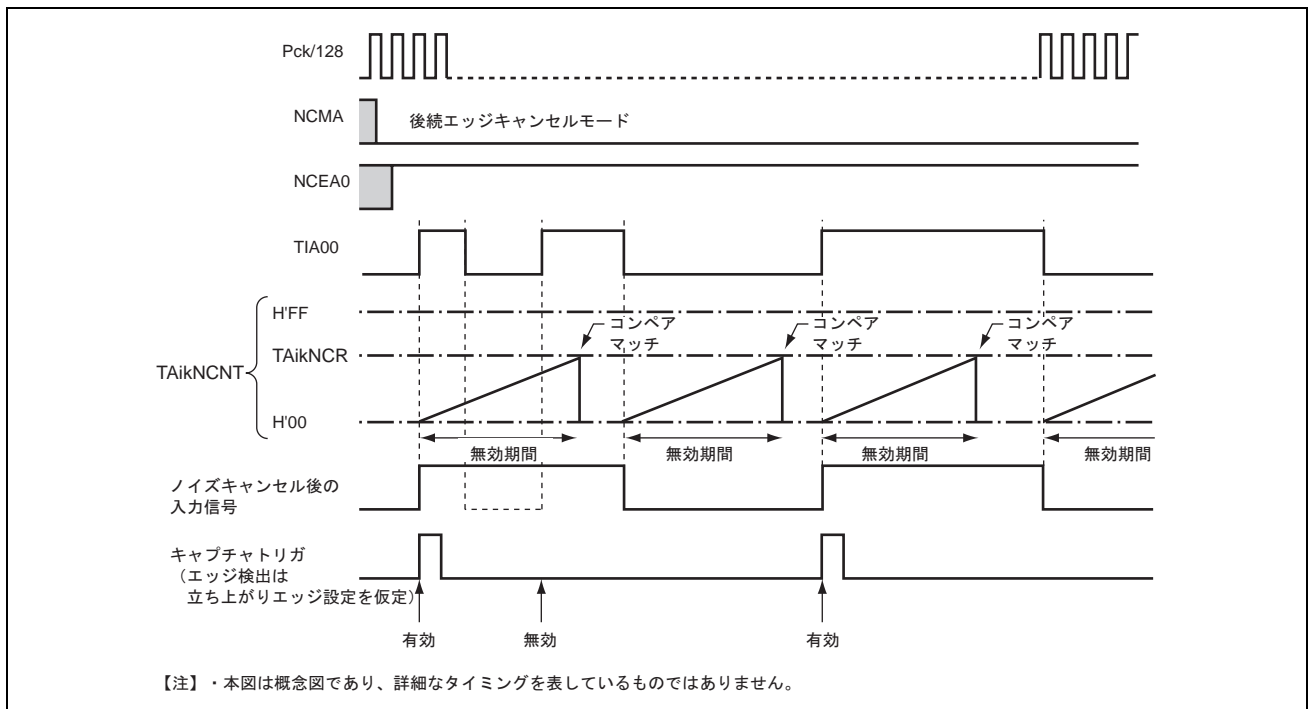 Pck/128
NCMA
後続エッジキャンセルモード
NCEA0
TIA00
TAikNCNT
H'FF
TAikNCR
H'00
コンペア
マッチ
コンペア
マッチ
コンペア
マッチ
無効期間
無効期間
無効期間
無効期間
ノイズキャンセル後の
入力信号
キャプチャトリガ
（エッジ検出は
立ち上がりエッジ設定を仮定）
有効
無効
有効
【注】・本図は概念図であり、詳細なタイミングを表しているものではありません。